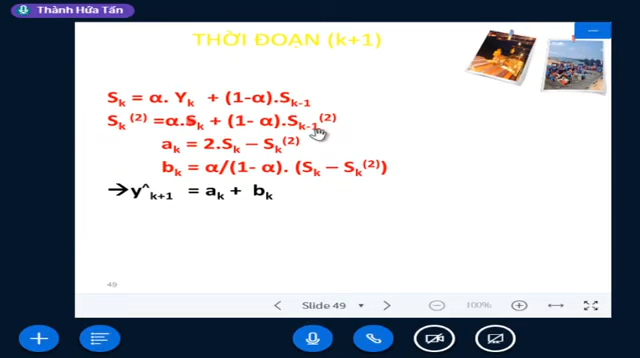 Thành Hứa Tấn
THỜI ĐOẠN (k+1)
Sₖ = α. Yₖ + (1-α).Sₖ₋₁
Sₖ ⁽²⁾ =α.Sₖ + (1- α).Sₖ₋₁⁽²⁾
aₖ = 2.Sₖ – Sₖ⁽²⁾
bₖ = α/(1- α). (Sₖ – Sₖ⁽²⁾)
→y^ₖ₊₁ = aₖ + bₖ
49
Slide 49
100%